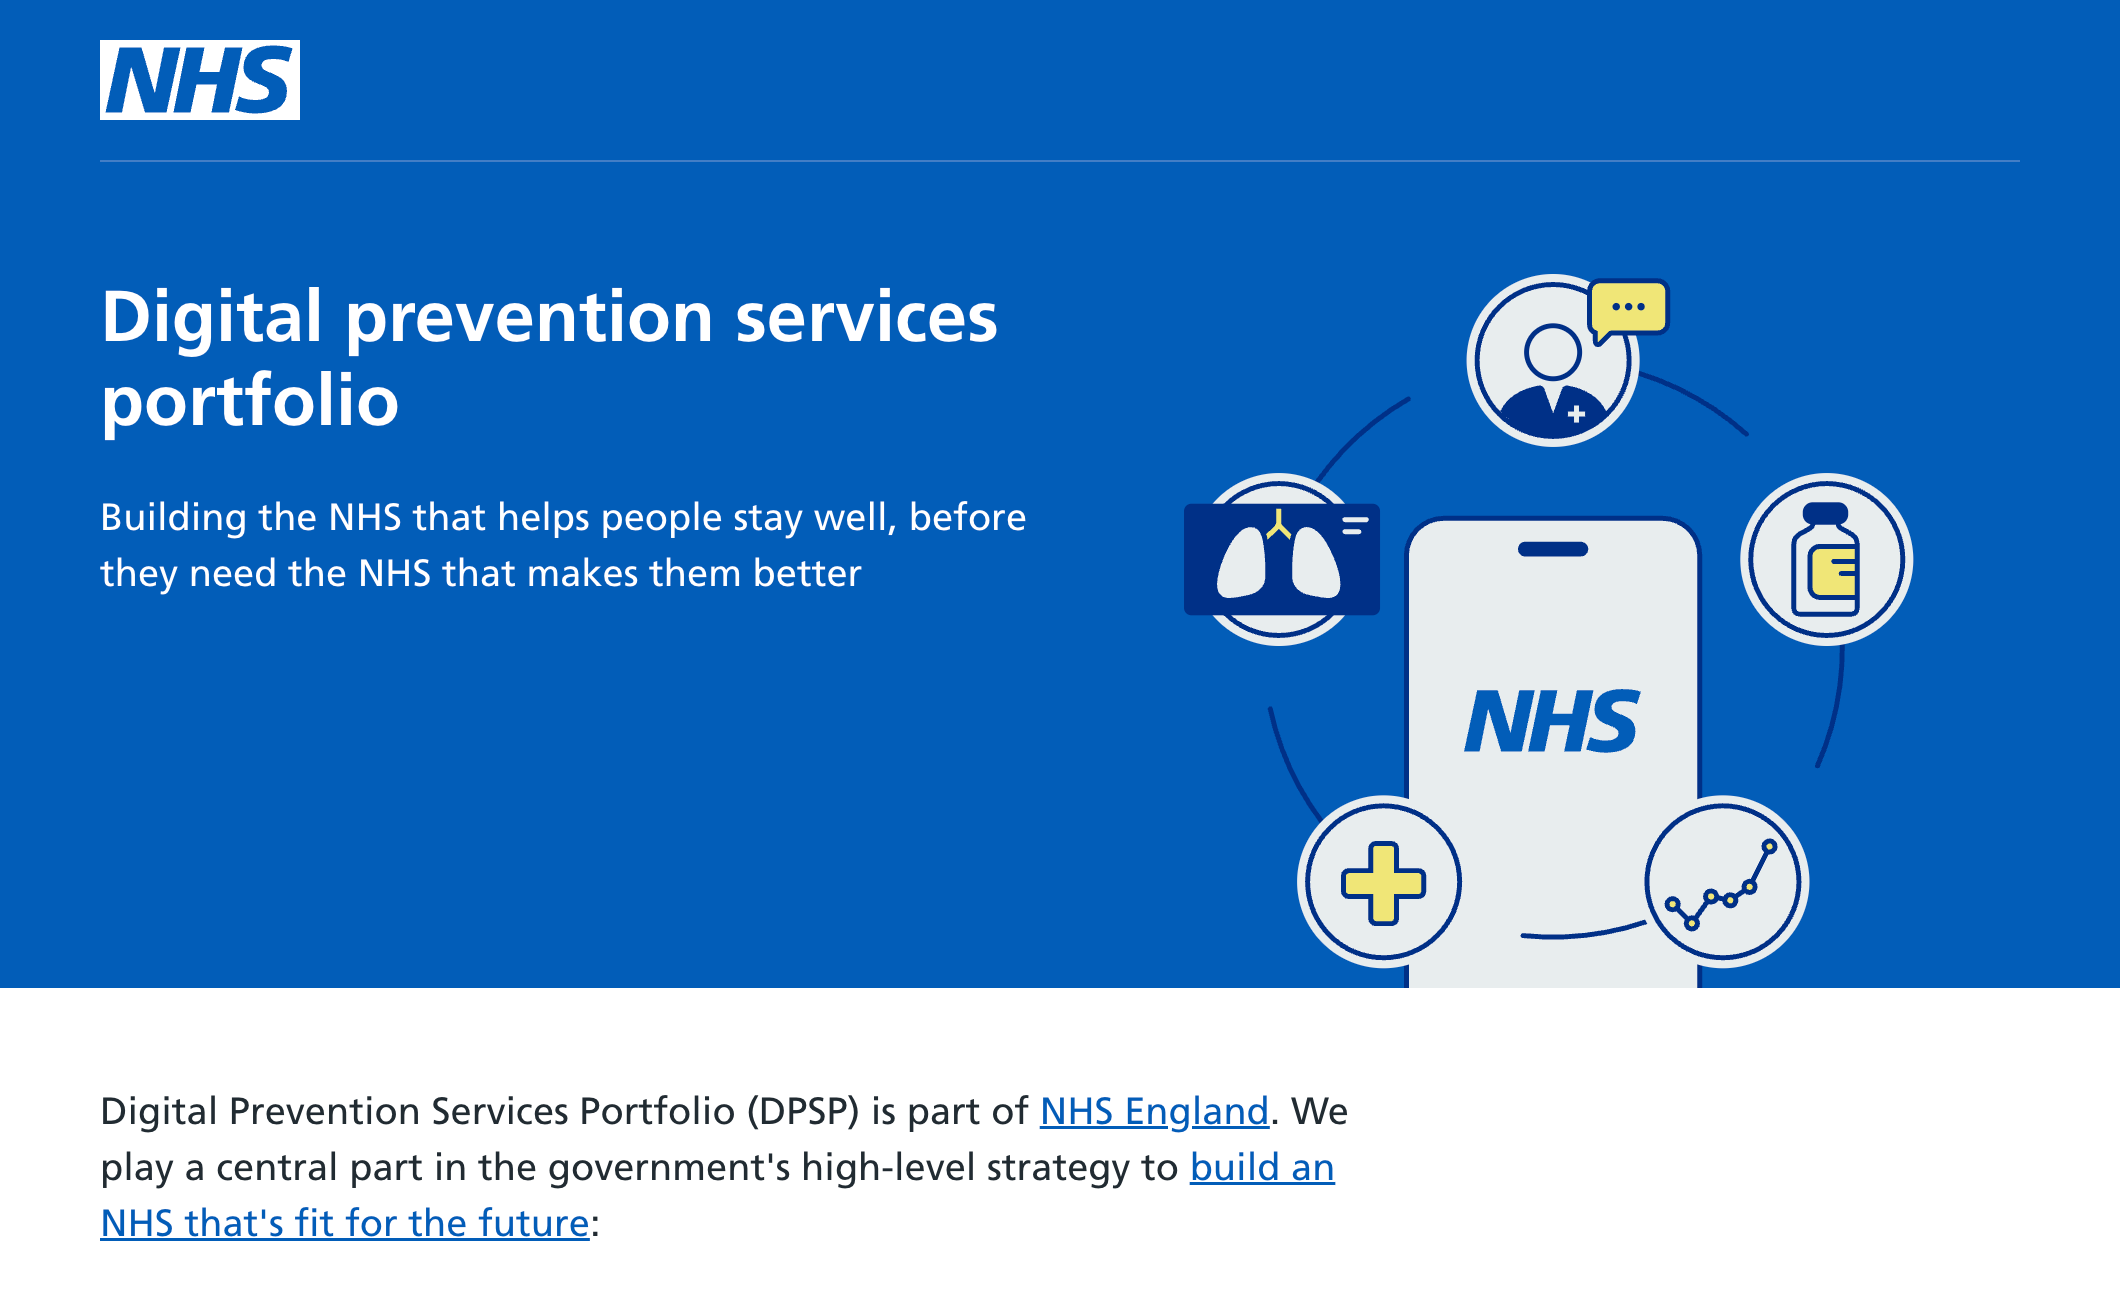 NHS
Digital prevention services
portfolio
Building the NHS that helps people stay well, before
they need the NHS that makes them better
NHS
Digital Prevention Services Portfolio (DPSP) is part of NHS England. We
play a central part in the government's high-level strategy to build an
NHS that's fit for the future: